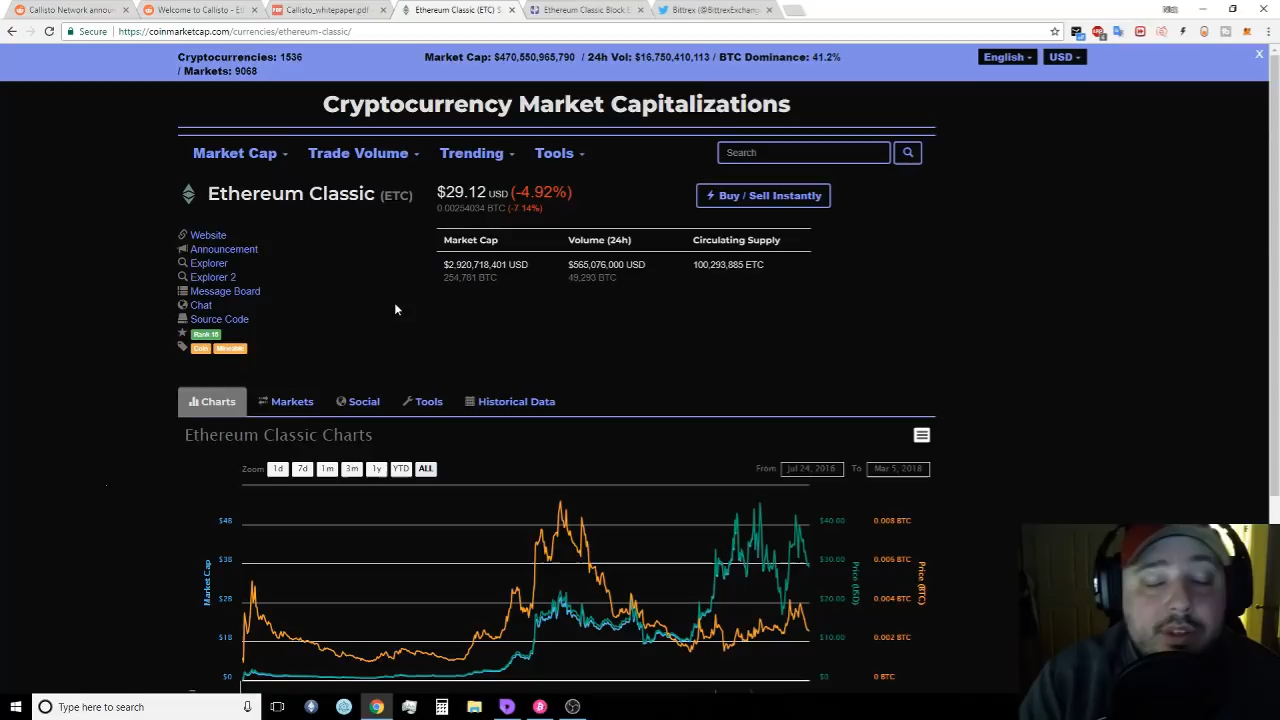 Callisto Network announ
Welcome to Callisto - Eth
Callisto_whitepaper.pdf
Ethereum Classic (ETC) S
Ethereum Classic Block E
Bittrex (@BittrexExchang
Secure
https://coinmarketcap.com/currencies/ethereum-classic/
Cryptocurrencies: 1536
/ Markets: 9068
Market Cap: $470,550,965,790 / 24h Vol: $16,750,410,113 / BTC Dominance: 41.2%
English
USD
X
Cryptocurrency Market Capitalizations
Market Cap
Trade Volume
Trending
Tools
Search
Ethereum Classic (ETC)
$29.12 USD (-4.92%)
0.00254034 BTC (-7.14%)
Buy / Sell Instantly
Market Cap
Volume (24h)
Circulating Supply
$2,920,718,401 USD
$565,076,000 USD
100,293,885 ETC
254,781 BTC
49,293 BTC
Website
Announcement
Explorer
Explorer 2
Message Board
Chat
Source Code
Rank 16
Coin
Mineable
Charts
Markets
Social
Tools
Historical Data
Ethereum Classic Charts
Zoom
1d
7d
1m
3m
1y
YTD
ALL
From
Jul 24, 2016
To
Mar 5, 2018
$4B
$3B
$2B
$1B
$0
Market Cap
$40.00
$30.00
$20.00
$10.00
$0
Price (USD)
0.008 BTC
0.006 BTC
0.004 BTC
0.002 BTC
0 BTC
Price (BTC)
Type here to search